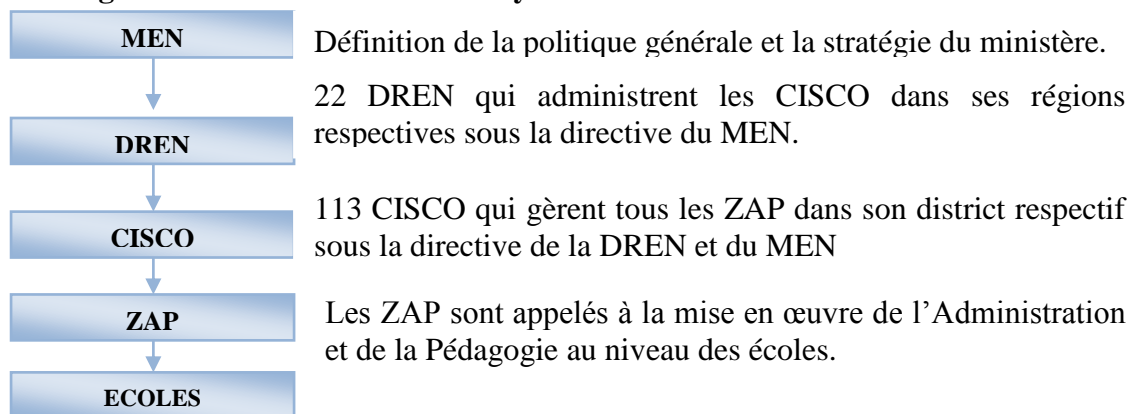 MEN
Définition de la politique générale et la stratégie du ministère.
22 DREN qui administrent les CISCO dans ses régions
respectives sous la directive du MEN.
DREN
113 CISCO qui gèrent tous les ZAP dans son district respectif
sous la directive de la DREN et du MEN
CISCO
ZAP
Les ZAP sont appelés à la mise en œuvre de l’Administration
et de la Pédagogie au niveau des écoles.
ECOLES